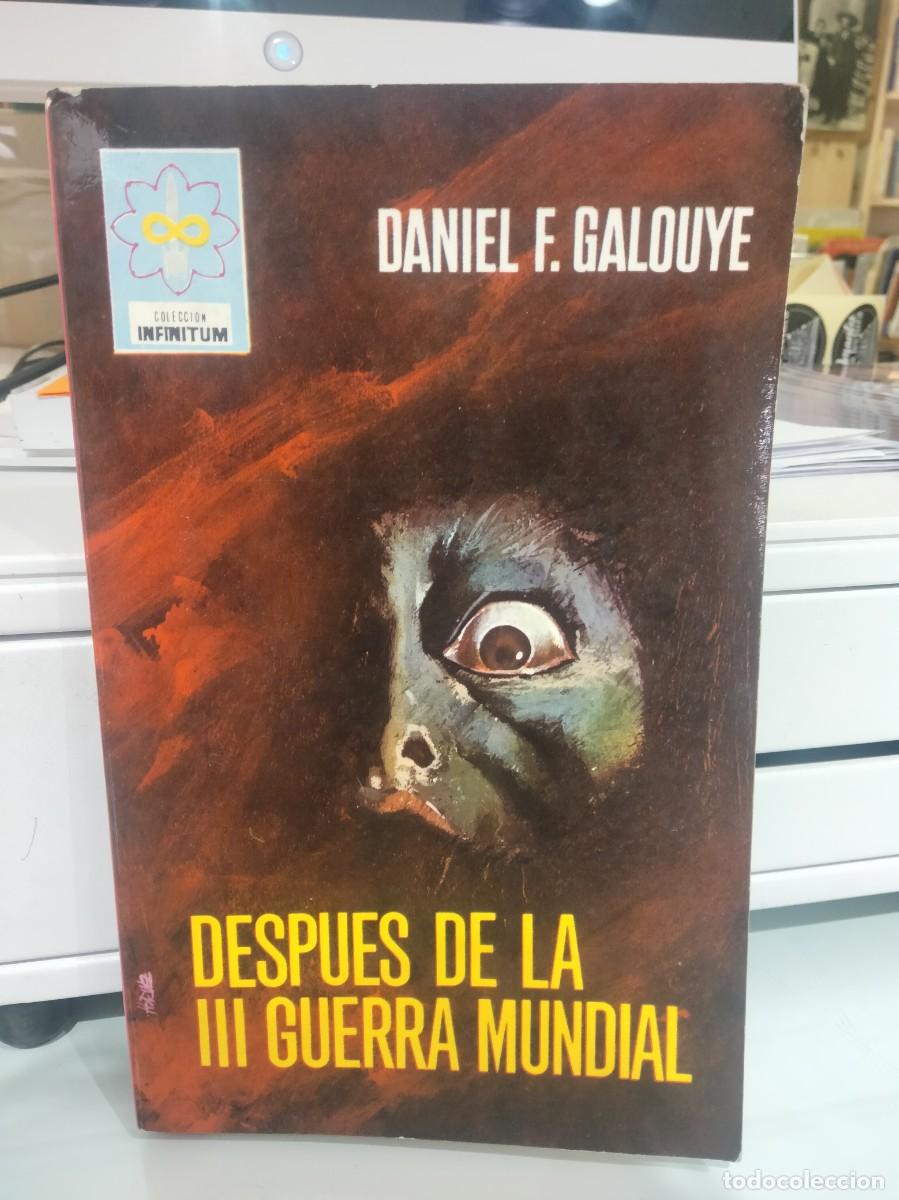 COLECCION
INFINITUM
DANIEL F. GALOUYE
DESPUES DE LA
III GUERRA MUNDIAL
todocoleccion